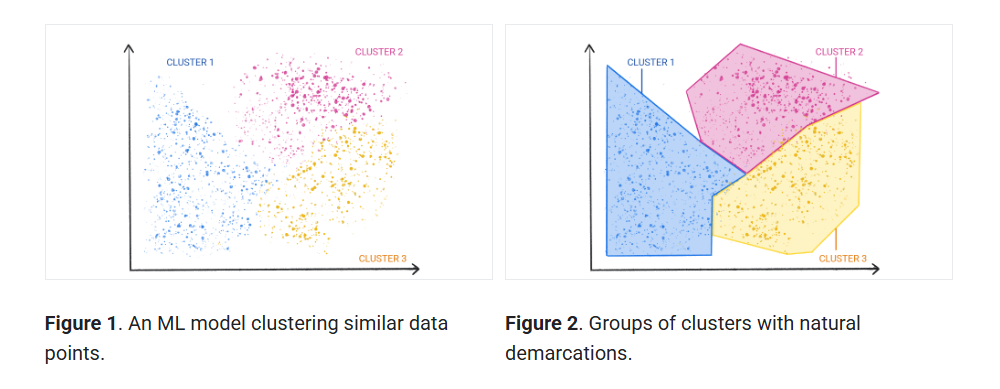 CLUSTER 1
CLUSTER 2
CLUSTER 3
Figure 1. An ML model clustering similar data
points.
CLUSTER 1
CLUSTER 2
CLUSTER 3
Figure 2. Groups of clusters with natural
demarcations.